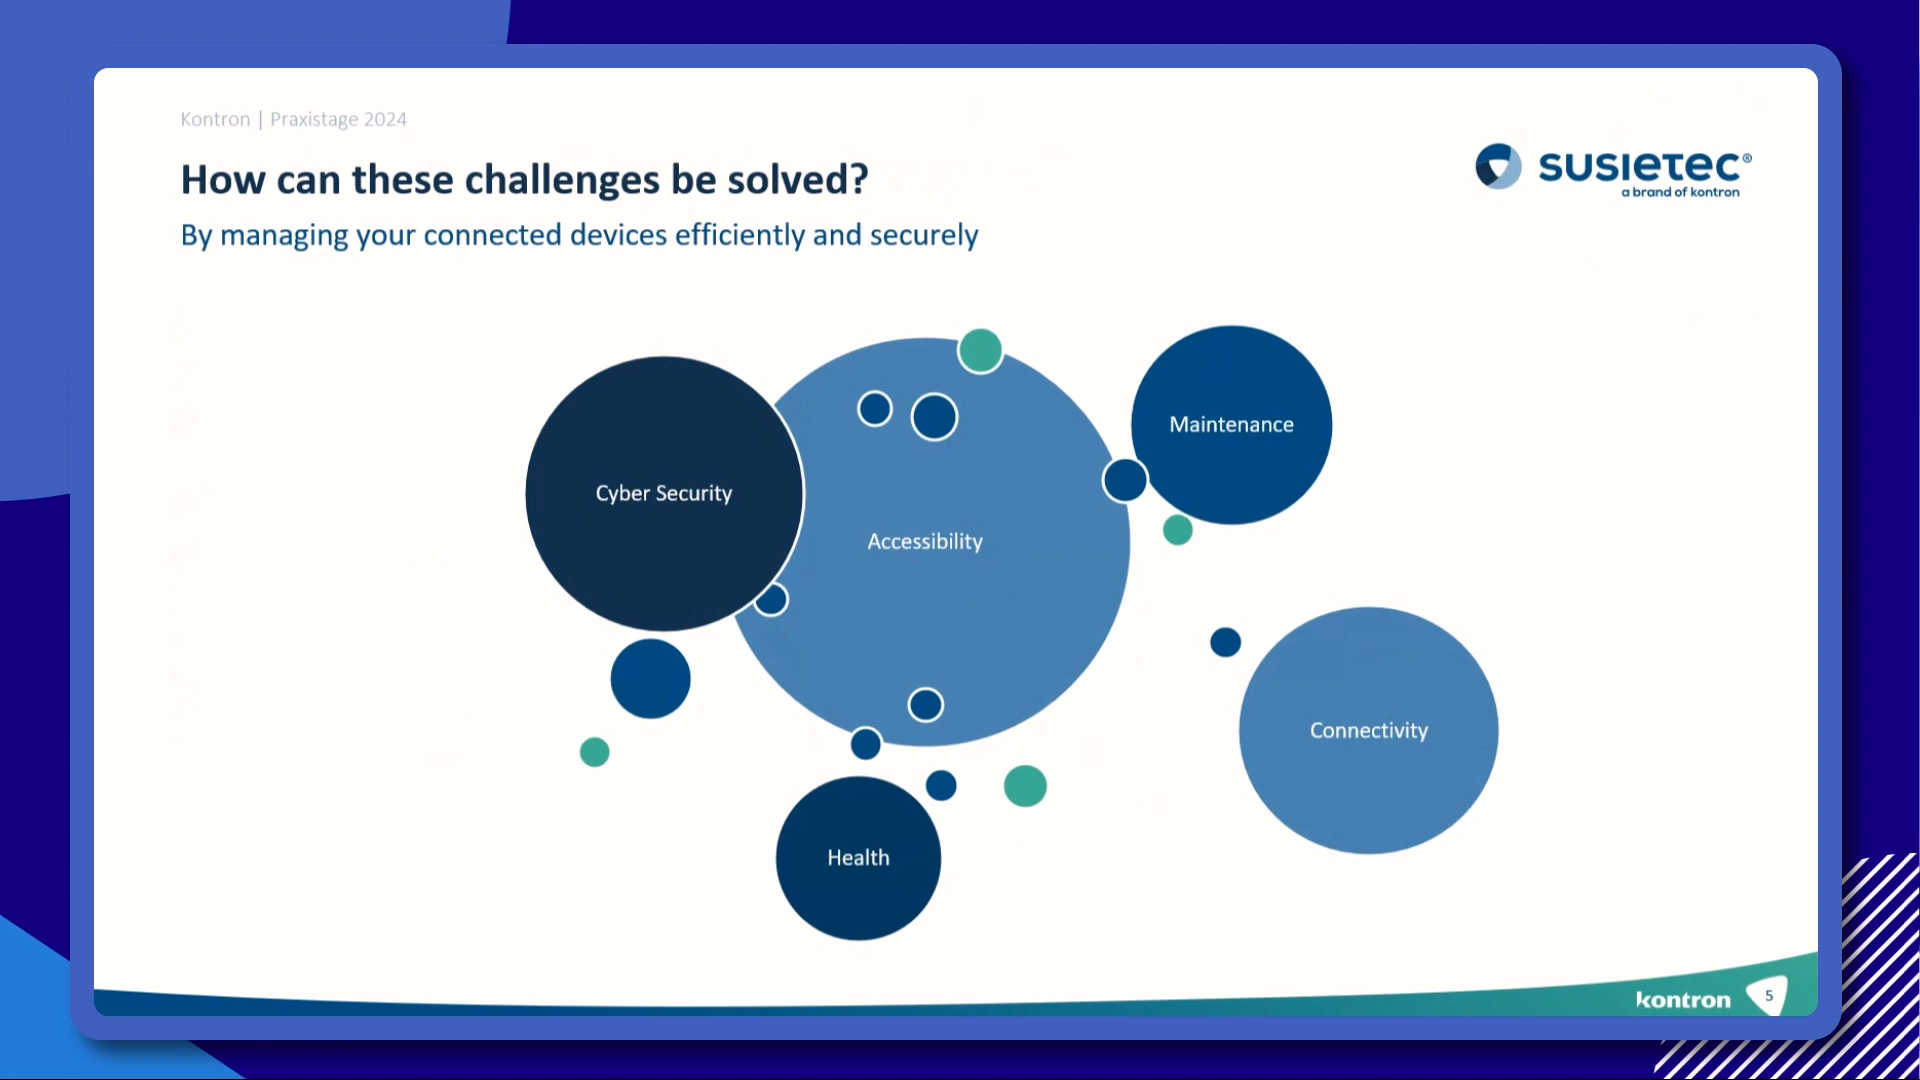 Kontron | Praxistage 2024
How can these challenges be solved?
By managing your connected devices efficiently and securely
susietec®
a brand of kontron
Maintenance
Cyber Security
Accessibility
Connectivity
Health
kontron
5